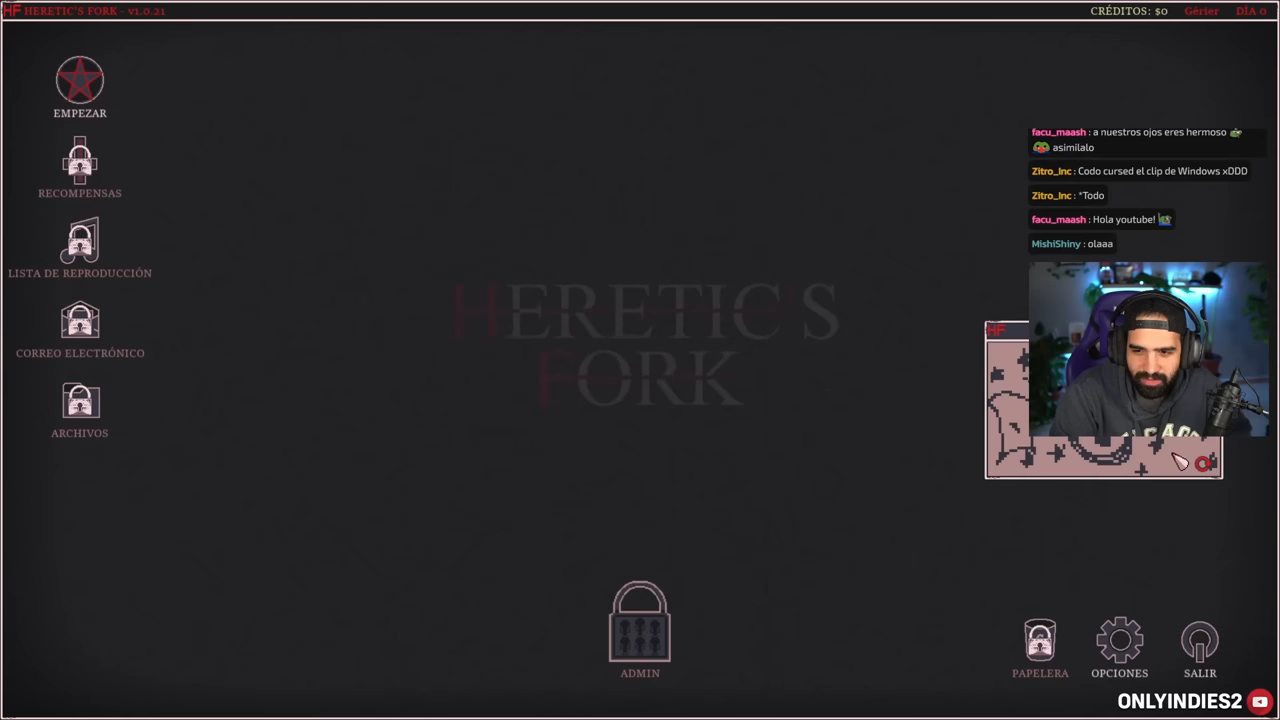 HF HERETIC'S FORK - v1.0.21
CRÉDITOS: $0 Gérier DÍA 0
EMPEZAR
RECOMPENSAS
LISTA DE REPRODUCCIÓN
CORREO ELECTRÓNICO
ARCHIVOS
HERETIC'S
FORK
facu_maash : a nuestros ojos eres hermoso
asimilalo
Zitro_Inc : Codo cursed el clip de Windows xDDD
Zitro_Inc : *Todo
facu_maash : Hola youtube!
MishiShiny : olaaa
HF
ADMIN
PAPELERA
OPCIONES
SALIR
ONLYINDIES2